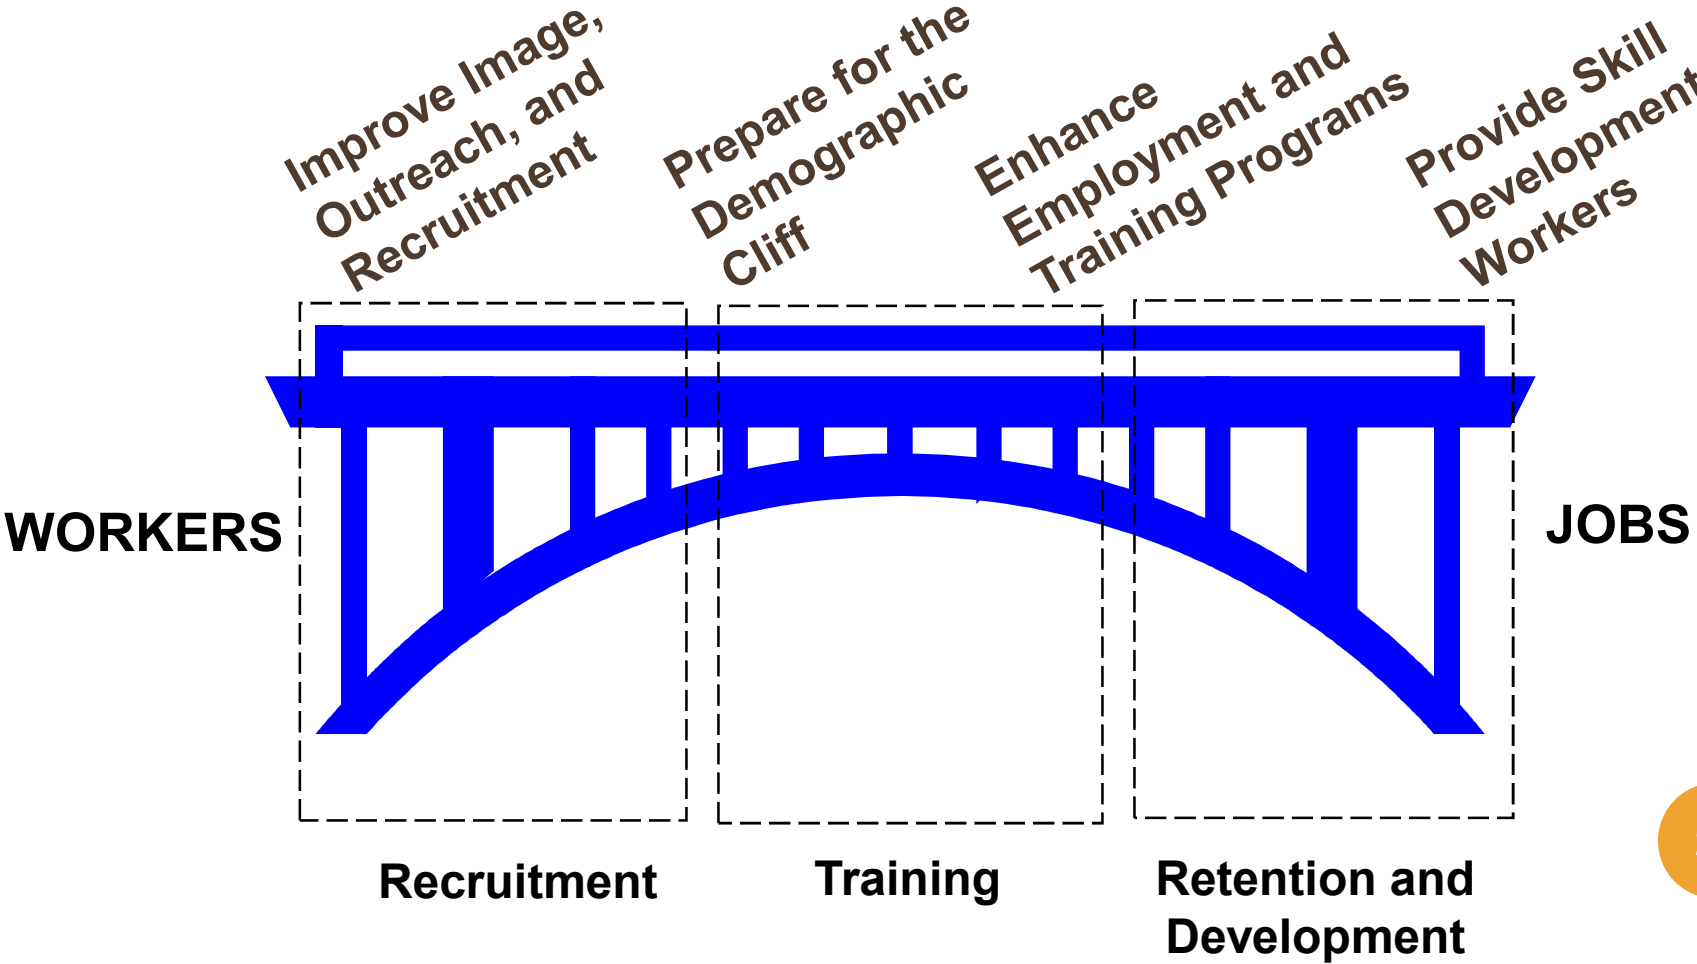 Improve Image,
Outreach, and
Recruitment
Prepare for the
Demographic
Cliff
Enhance
Employment and
Training Programs
Provide Skill
Development
Workers
WORKERS
JOBS
Recruitment
Training
Retention and
Development